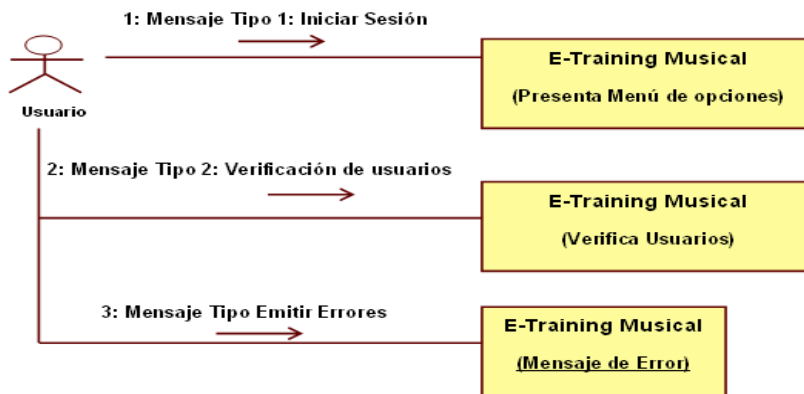 1: Mensaje Tipo 1: Iniciar Sesión
E-Training Musical
(Presenta Menú de opciones)
Usuario
2: Mensaje Tipo 2: Verificación de usuarios
E-Training Musical
(Verifica Usuarios)
3: Mensaje Tipo Emitir Errores
E-Training Musical
(Mensaje de Error)